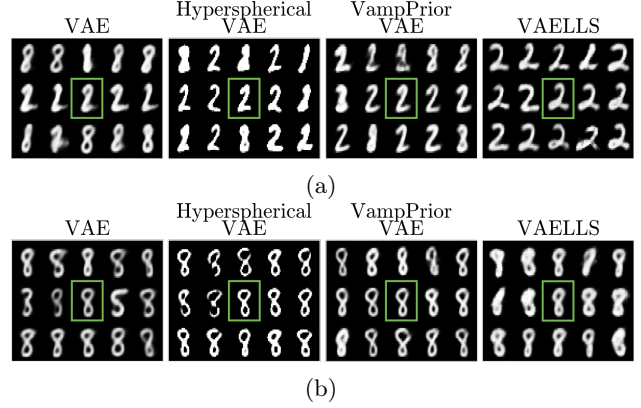 Hyperspherical VampPrior
VAE VAE VAE VAELLS
(a)
Hyperspherical VampPrior
VAE VAE VAE VAELLS
(b)